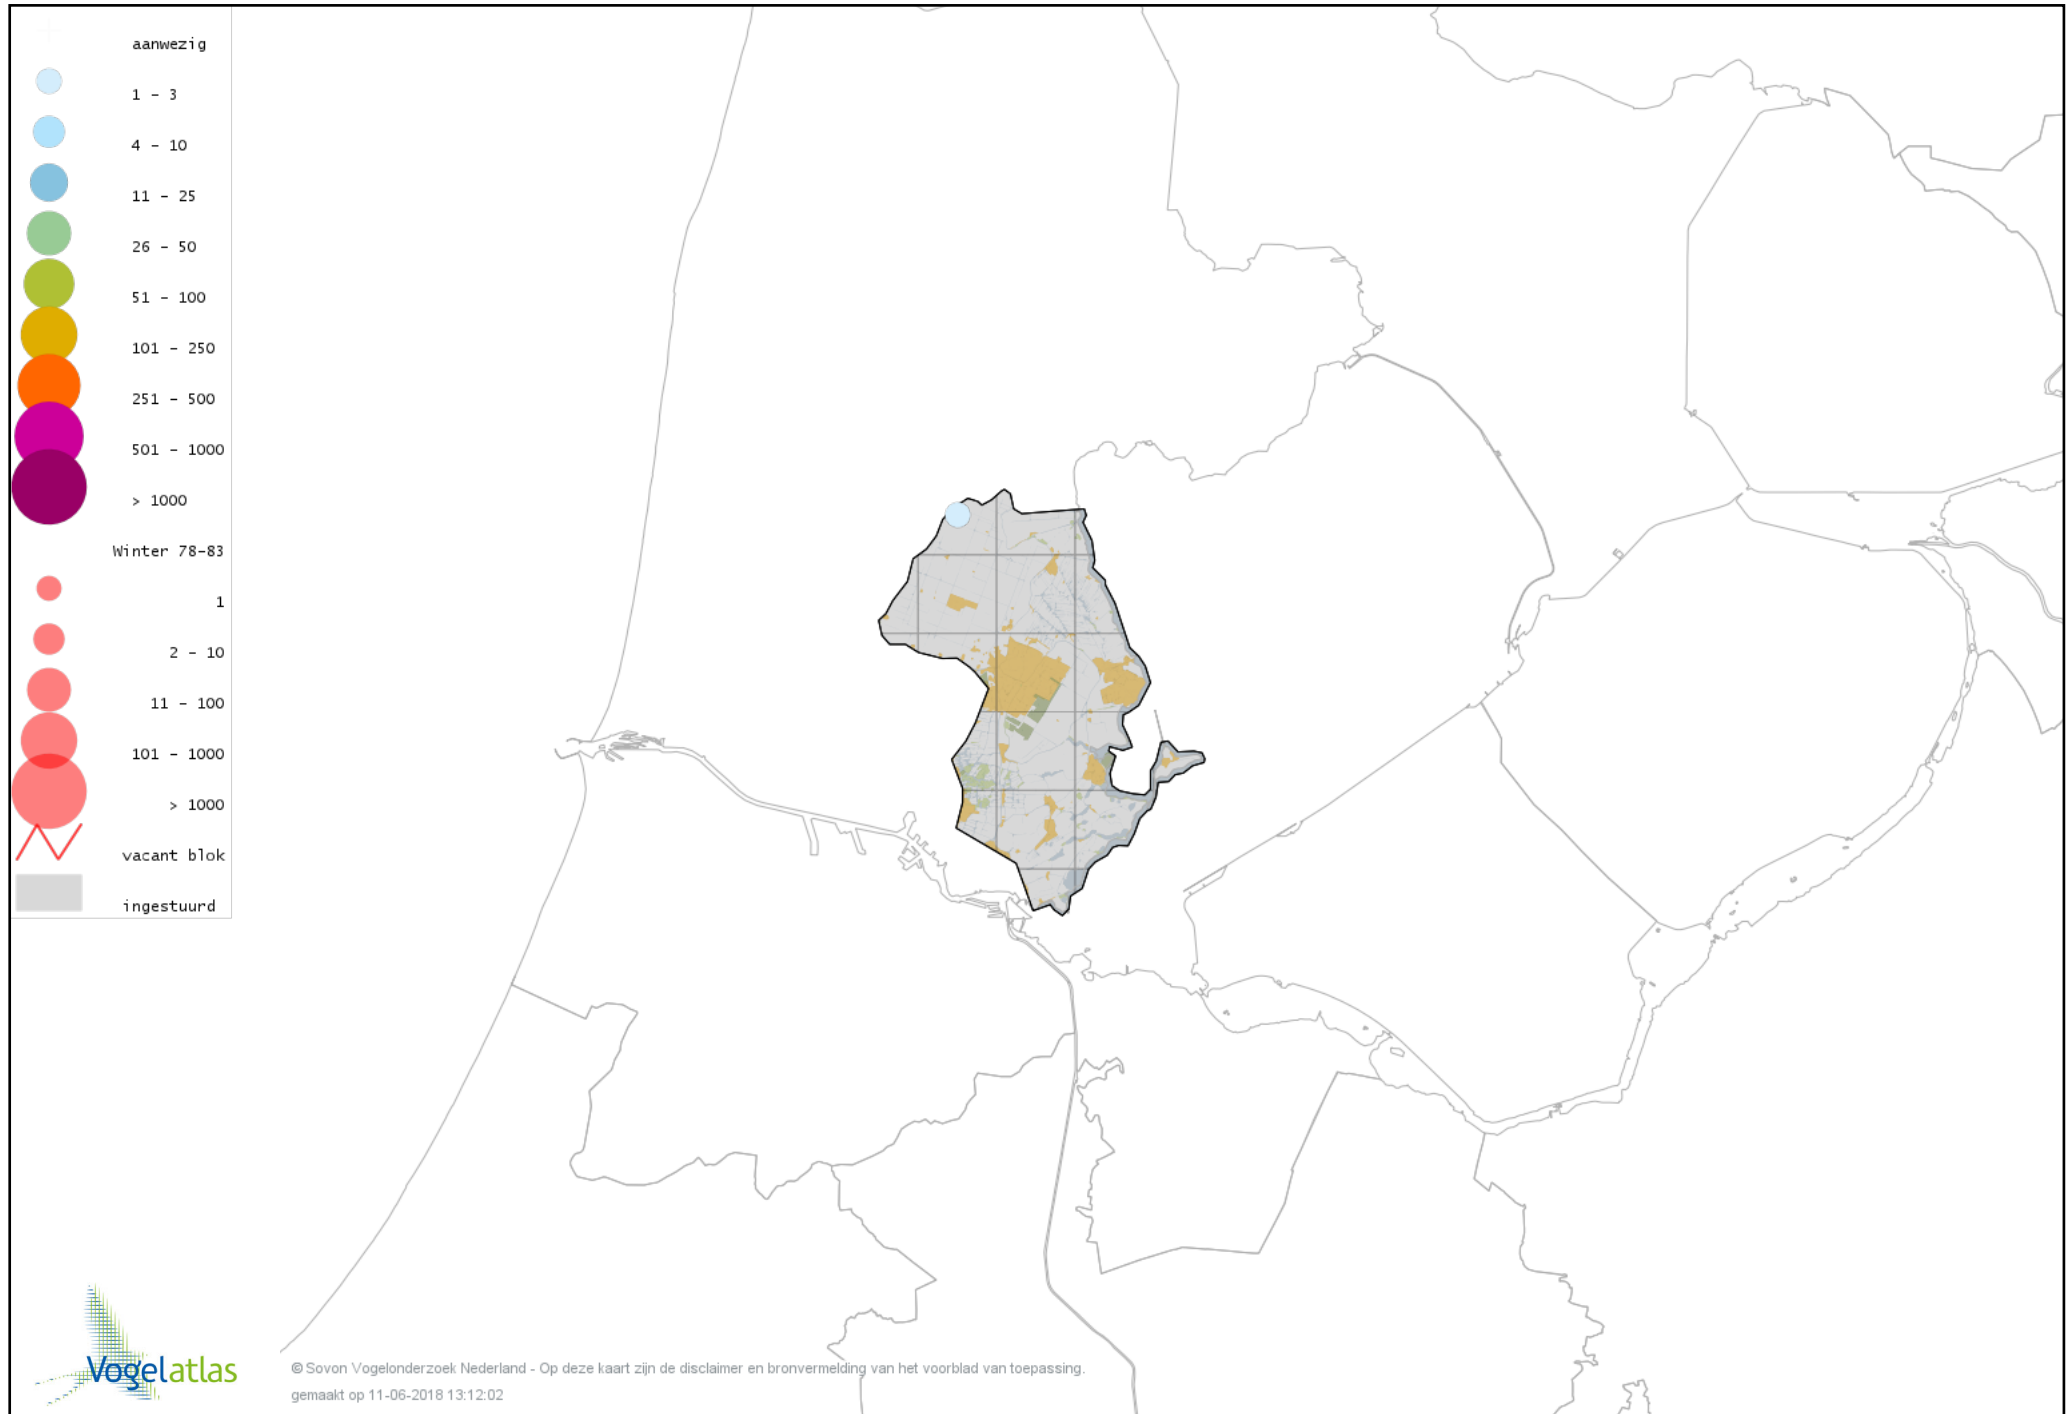 aanwezig
1 – 3
4 – 10
11 – 25
26 – 50
51 – 100
101 – 250
251 – 500
501 – 1000
> 1000
Winter 78-83
1
2 – 10
11 – 100
101 – 1000
> 1000
vacant blok
ingestuurd
Vogelatlas
© Sovon Vogelonderzoek Nederland - Op deze kaart zijn de disclaimer en bronvermelding van het voorblad van toepassing.
gemaakt op 11-06-2018 13:12:02